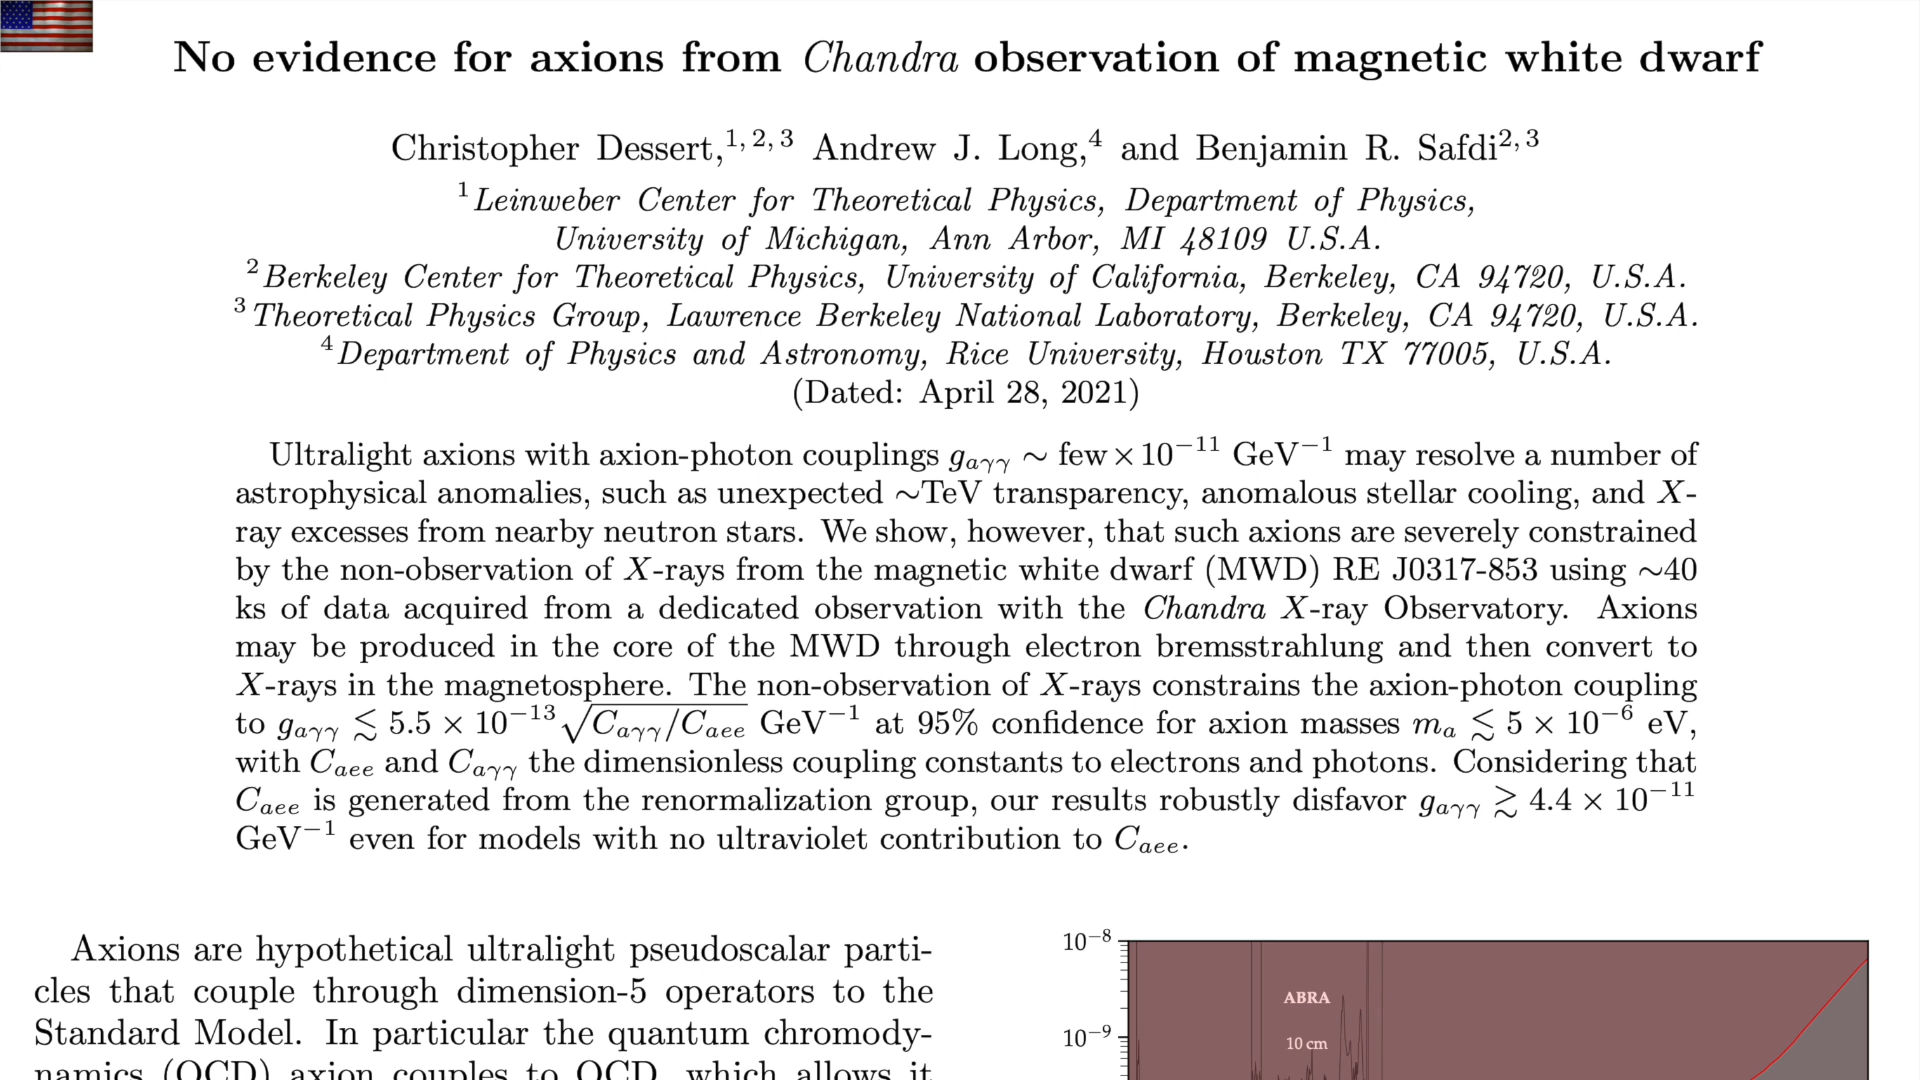 No evidence for axions from Chandra observation of magnetic white dwarf
Christopher Dessert,1, 2, 3 Andrew J. Long,4 and Benjamin R. Safdi2, 3
1Leinweber Center for Theoretical Physics, Department of Physics,
University of Michigan, Ann Arbor, MI 48109 U.S.A.
2Berkeley Center for Theoretical Physics, University of California, Berkeley, CA 94720, U.S.A.
3Theoretical Physics Group, Lawrence Berkeley National Laboratory, Berkeley, CA 94720, U.S.A.
4Department of Physics and Astronomy, Rice University, Houston TX 77005, U.S.A.
(Dated: April 28, 2021)
Ultralight axions with axion-photon couplings gaγγ ∼ few × 10−11 GeV−1 may resolve a number of
astrophysical anomalies, such as unexpected ∼TeV transparency, anomalous stellar cooling, and X-
ray excesses from nearby neutron stars. We show, however, that such axions are severely constrained
by the non-observation of X-rays from the magnetic white dwarf (MWD) RE J0317-853 using ∼40
ks of data acquired from a dedicated observation with the Chandra X-ray Observatory. Axions
may be produced in the core of the MWD through electron bremsstrahlung and then convert to
X-rays in the magnetosphere. The non-observation of X-rays constrains the axion-photon coupling
to gaγγ ≲ 5.5 × 10−13√Caγγ/Caee GeV−1 at 95% confidence for axion masses ma ≲ 5 × 10−6 eV,
with Caee and Caγγ the dimensionless coupling constants to electrons and photons. Considering that
Caee is generated from the renormalization group, our results robustly disfavor gaγγ ≳ 4.4 × 10−11
GeV−1 even for models with no ultraviolet contribution to Caee.
Axions are hypothetical ultralight pseudoscalar parti-
cles that couple through dimension-5 operators to the
Standard Model. In particular the quantum chromody-
namics (QCD) axion couples to QCD, which allows it
10−8
ABRA
10−9
10 cm